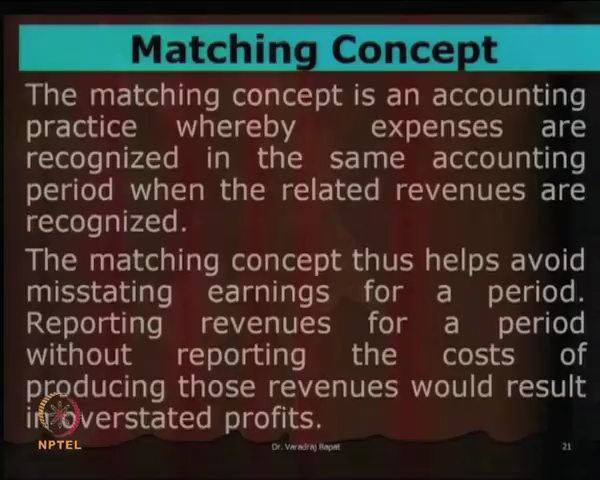 Matching Concept
The matching concept is an accounting
practice whereby expenses are
recognized in the same accounting
period when the related revenues are
recognized.
The matching concept thus helps avoid
misstating earnings for a period.
Reporting revenues for a period
without reporting the costs of
producing those revenues would result
in overstated profits.
NPTEL
Dr. Varadraj Bapat
21